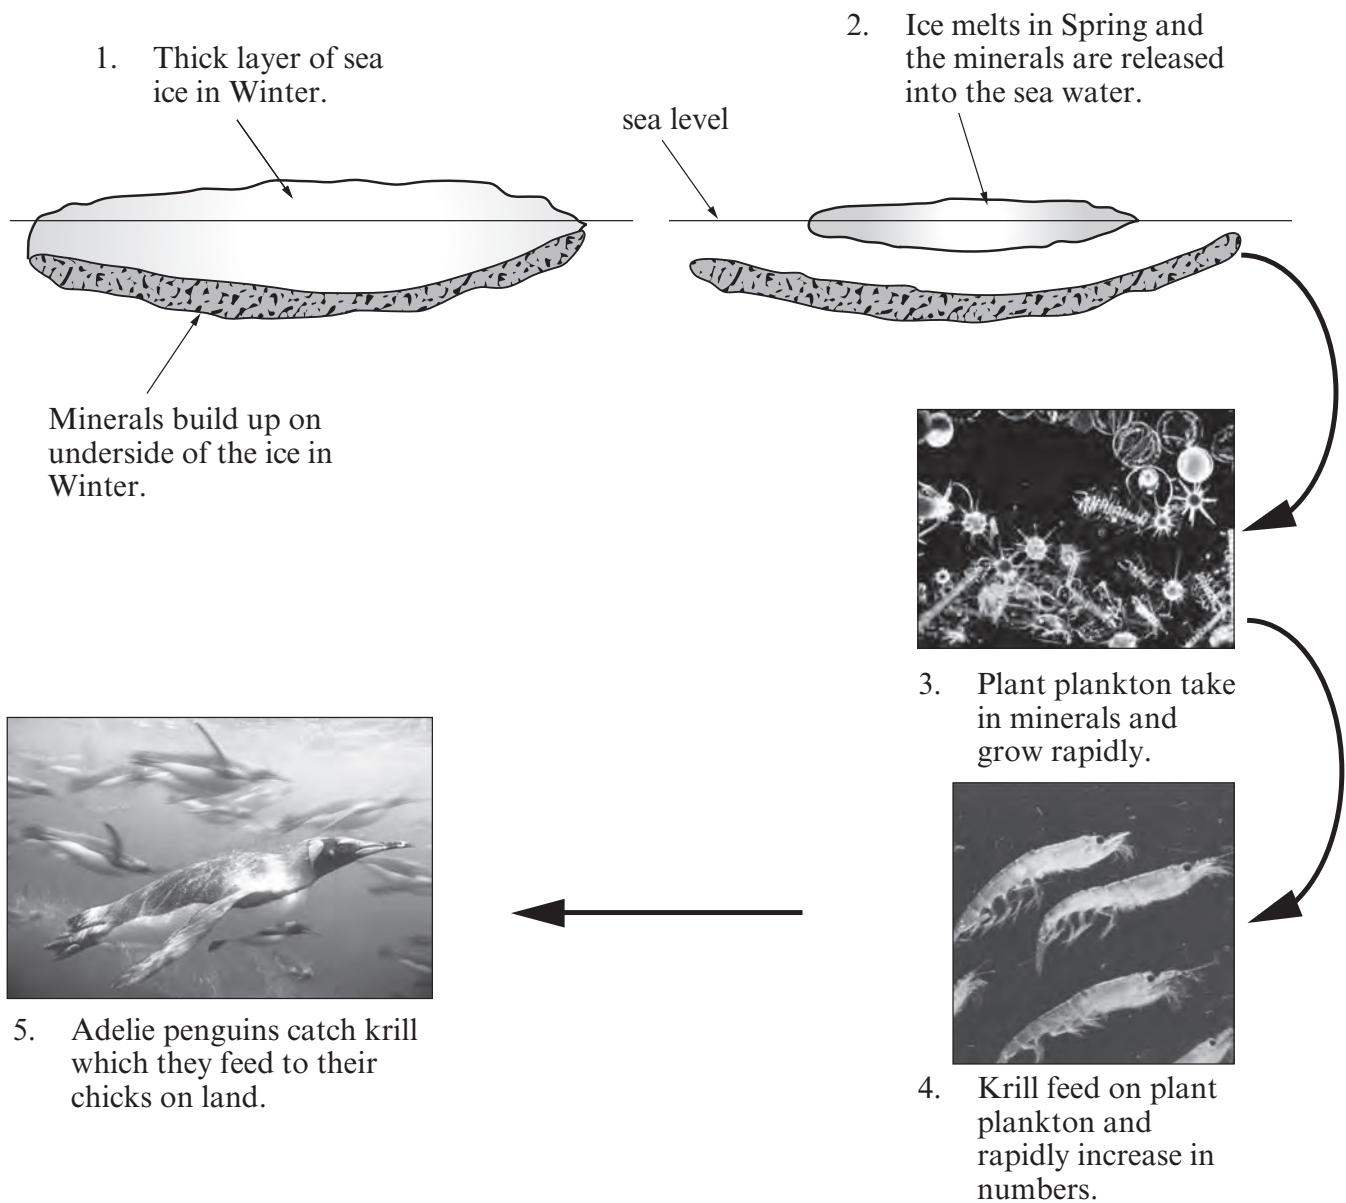 1. Thick layer of sea
ice in Winter.
2. Ice melts in Spring and
the minerals are released
into the sea water.
sea level
Minerals build up on
underside of the ice in
Winter.
3. Plant plankton take
in minerals and
grow rapidly.
4. Krill feed on plant
plankton and
rapidly increase in
numbers.
5. Adelie penguins catch krill
which they feed to their
chicks on land.